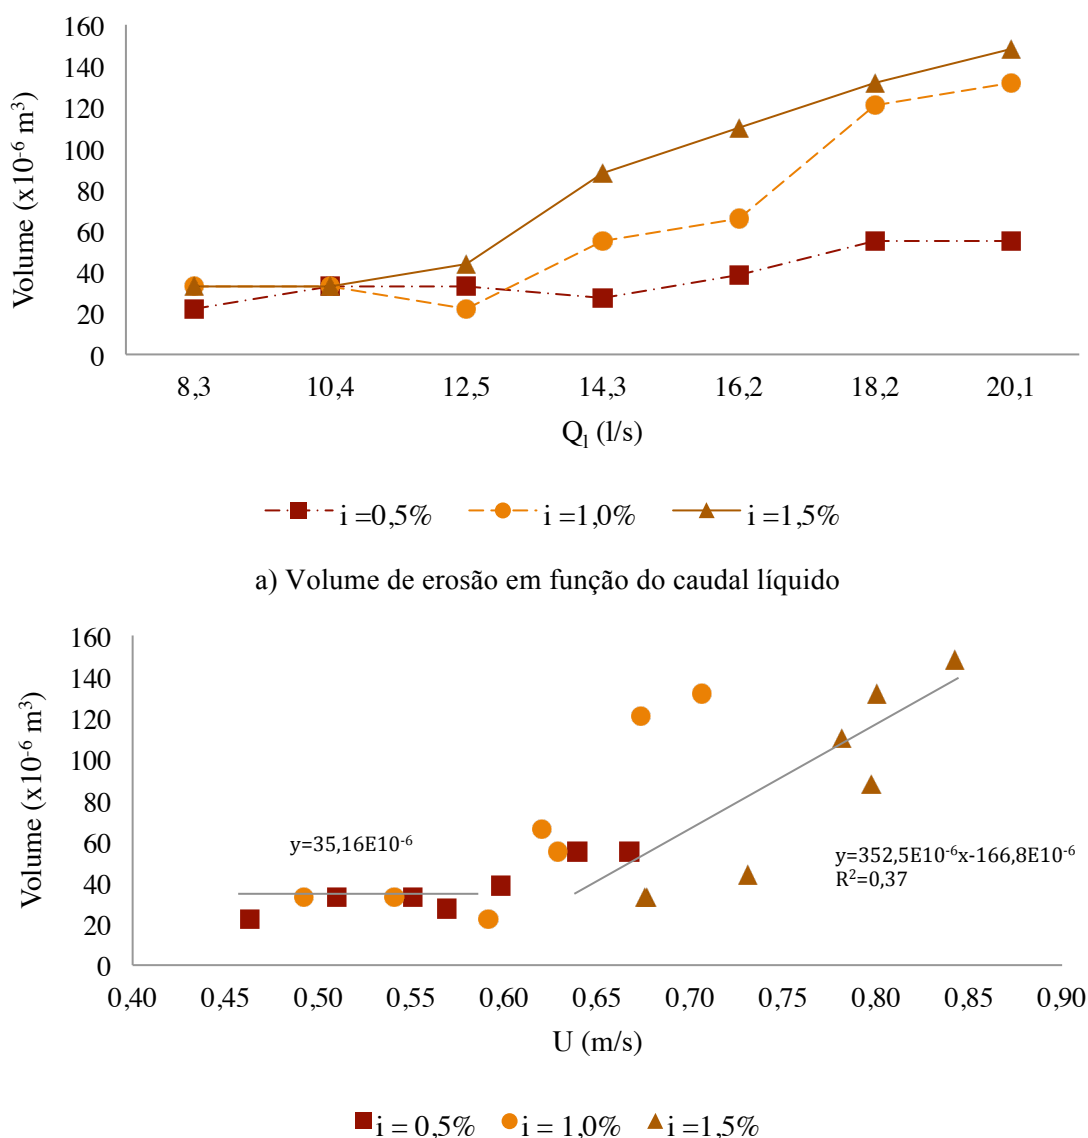 160
140
120
100
80
60
40
20
0
Volume (x10⁻⁶ m³)
8,3 10,4 12,5 14,3 16,2 18,2 20,1
Qₗ (l/s)
i =0,5% i =1,0% i =1,5%
a) Volume de erosão em função do caudal líquido
160
140
120
100
80
60
40
20
0
Volume (x10⁻⁶ m³)
y=35,16E10⁻⁶
y=352,5E10⁻⁶x-166,8E10⁻⁶
R²=0,37
0,40 0,45 0,50 0,55 0,60 0,65 0,70 0,75 0,80 0,85 0,90
U (m/s)
i = 0,5% i = 1,0% i =1,5%